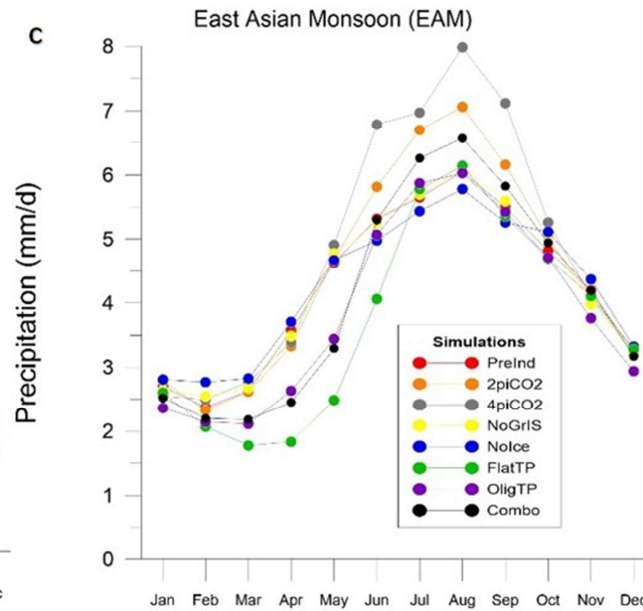 East Asian Monsoon (EAM)
C
8
7
6
5
4
3
2
1
0
Precipitation (mm/d)
Simulations
PreInd
2piCO2
4piCO2
NoGrIS
NoIce
FlatTP
OligTP
Combo
Jan Feb Mar Apr May Jun Jul Aug Sep Oct Nov Dec